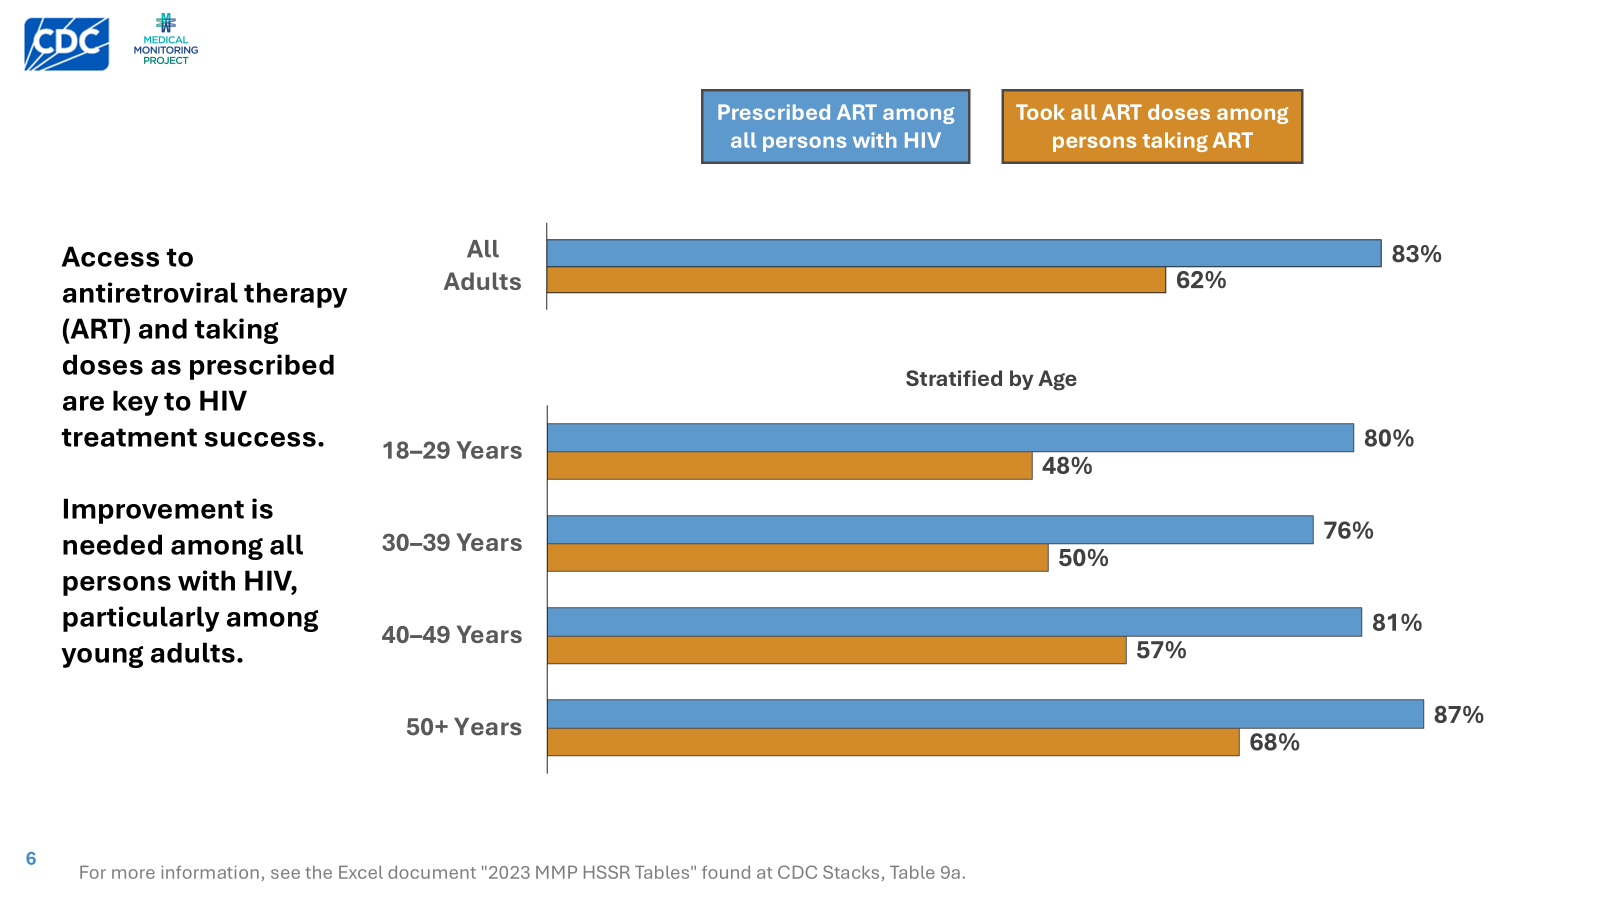 CDC
MEDICAL
MONITORING
PROJECT
Prescribed ART among
all persons with HIV
Took all ART doses among
persons taking ART
Access to
antiretroviral therapy
(ART) and taking
doses as prescribed
are key to HIV
treatment success.
Improvement is
needed among all
persons with HIV,
particularly among
young adults.
All
Adults
83%
62%
Stratified by Age
18–29 Years
80%
48%
30–39 Years
76%
50%
40–49 Years
81%
57%
50+ Years
87%
68%
6
For more information, see the Excel document "2023 MMP HSSR Tables" found at CDC Stacks, Table 9a.